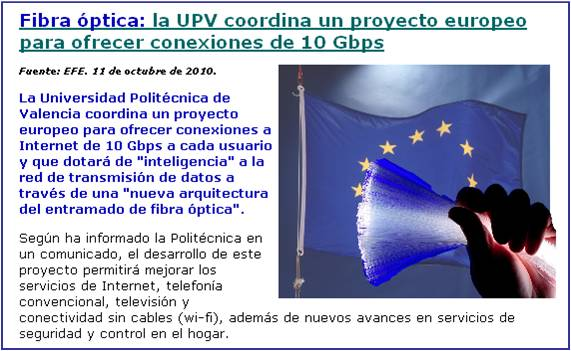 Fibra óptica: la UPV coordina un proyecto europeo
para ofrecer conexiones de 10 Gbps
Fuente: EFE. 11 de octubre de 2010.
La Universidad Politécnica de
Valencia coordina un proyecto
europeo para ofrecer conexiones a
Internet de 10 Gbps a cada usuario
y que dotará de "inteligencia" a la
red de transmisión de datos a
través de una "nueva arquitectura
del entramado de fibra óptica".
Según ha informado la Politécnica en
un comunicado, el desarrollo de este
proyecto permitirá mejorar los
servicios de Internet, telefonía
convencional, televisión y
conectividad sin cables (wi-fi), además de nuevos avances en servicios de
seguridad y control en el hogar.